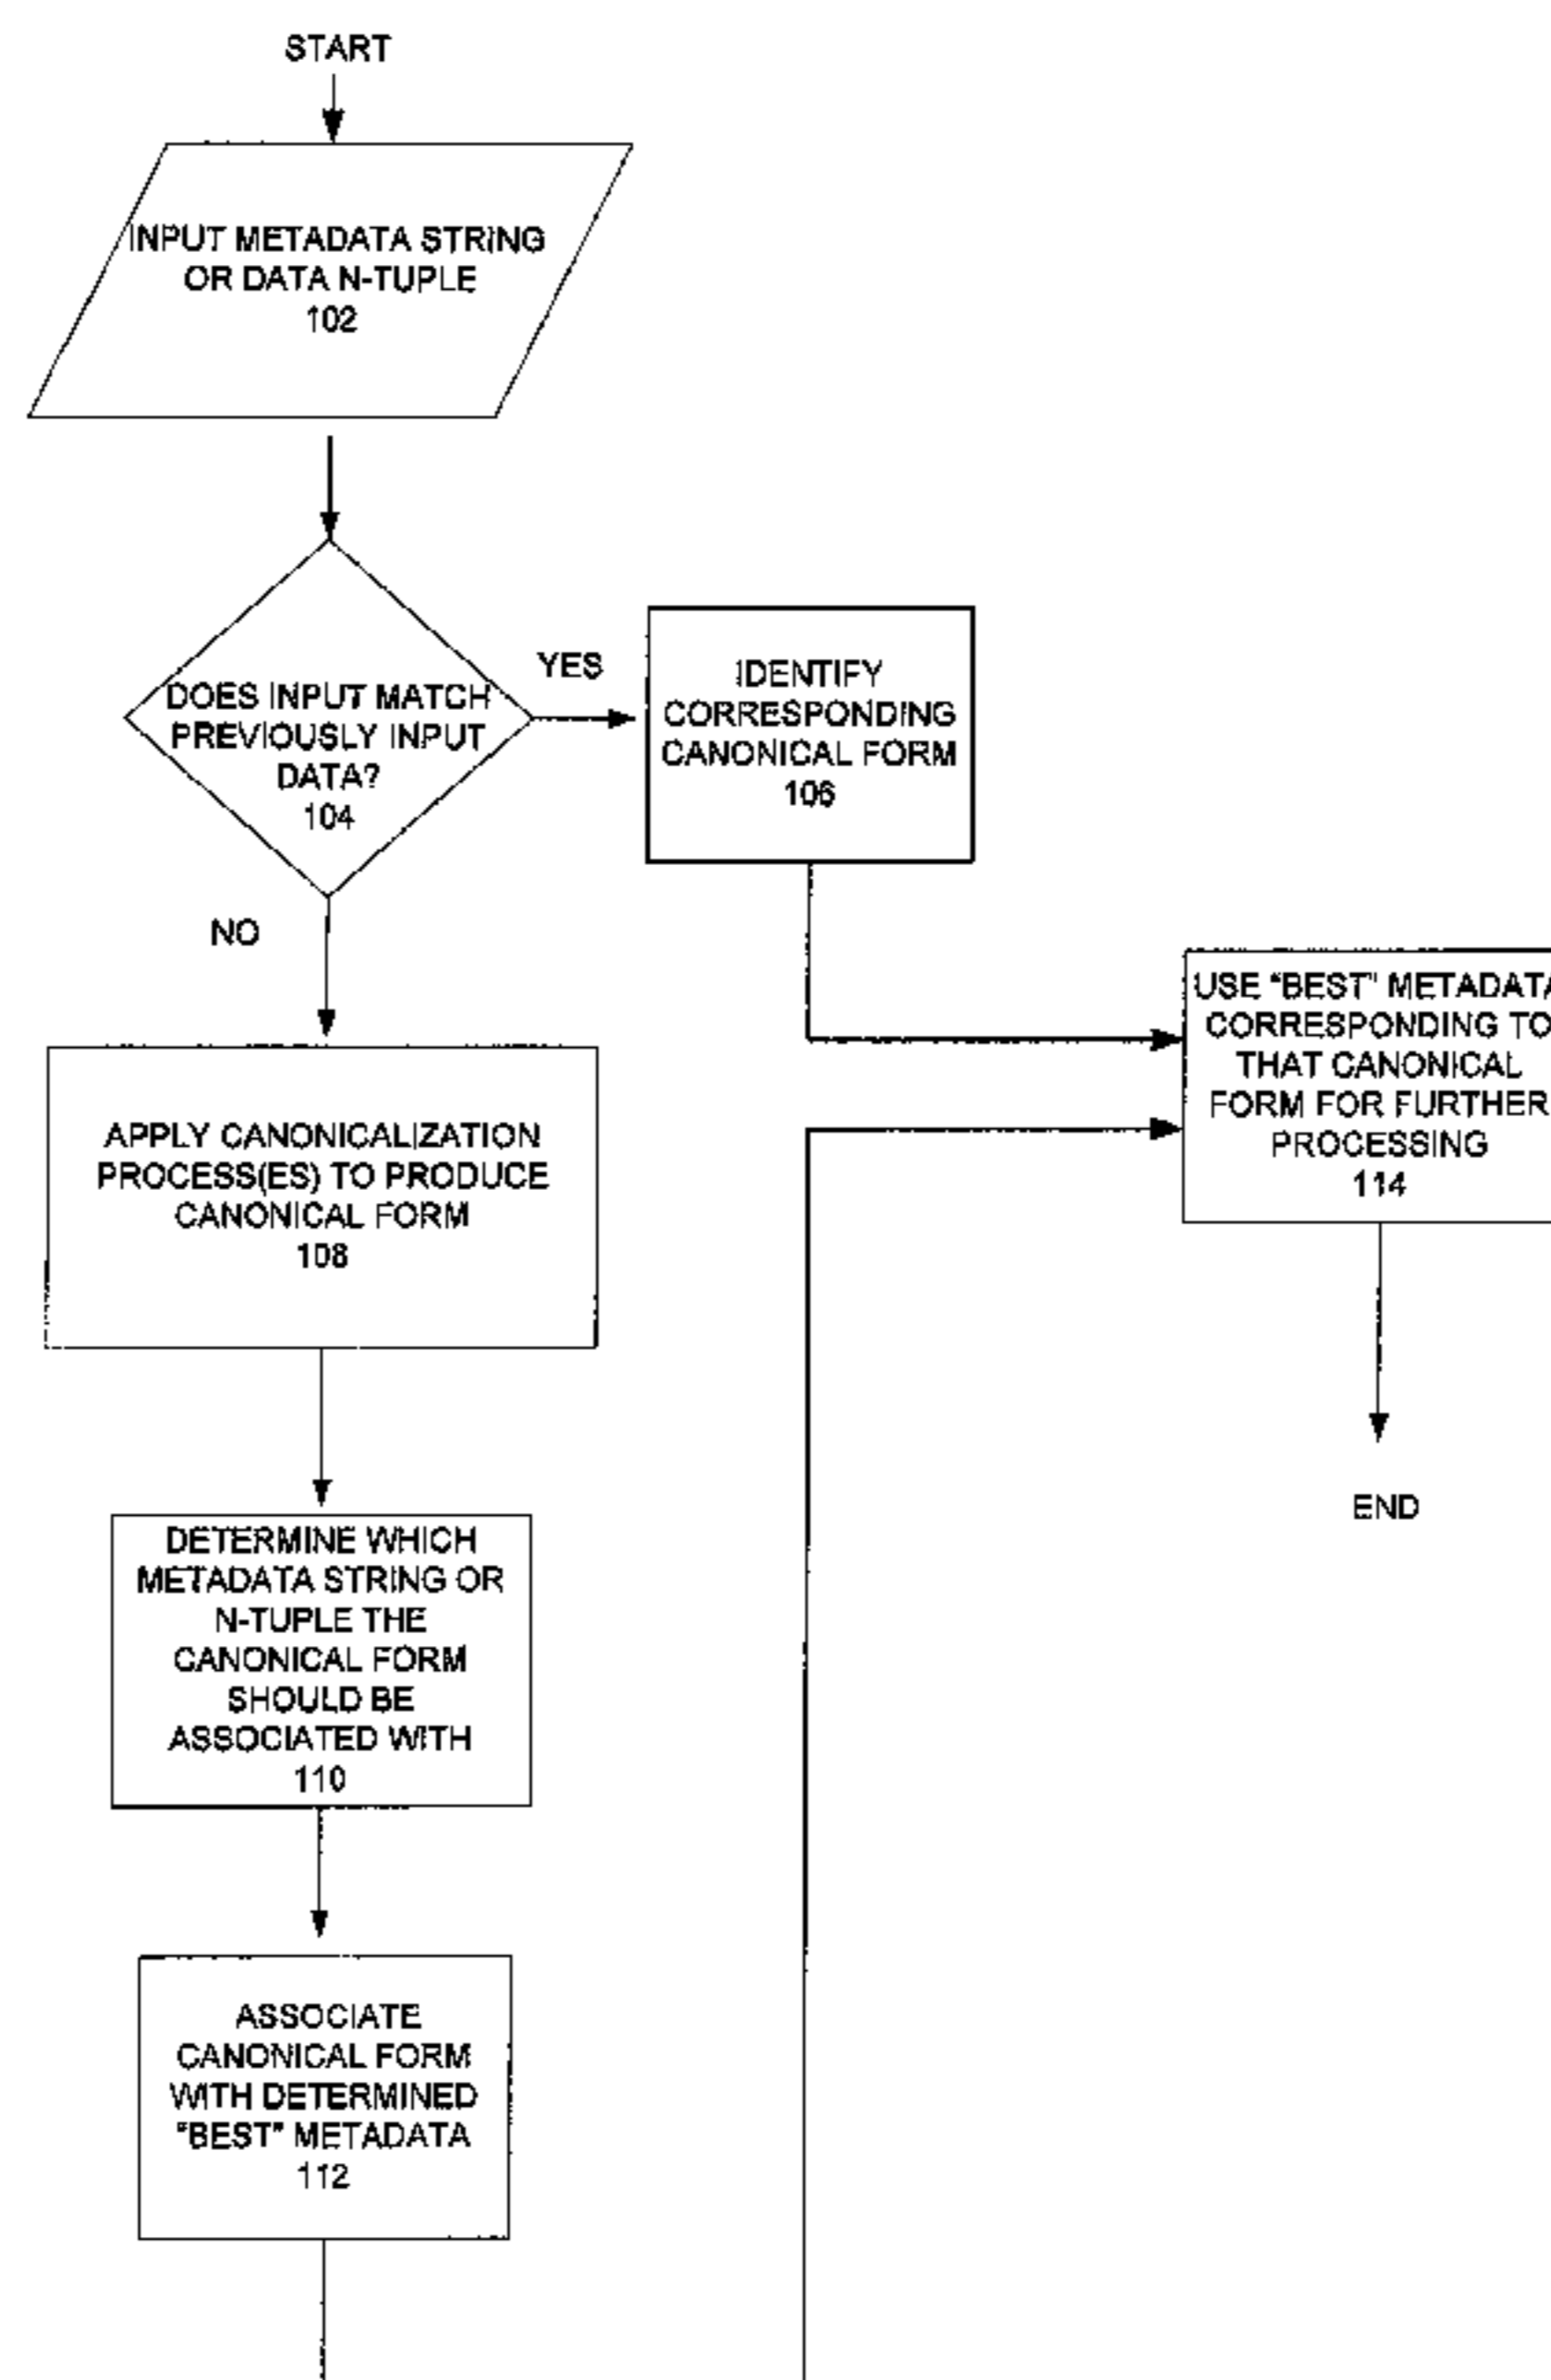 START
INPUT METADATA STRING
OR DATA N-TUPLE
102
DOES INPUT MATCH
PREVIOUSLY INPUT
DATA?
104
YES
IDENTIFY
CORRESPONDING
CANONICAL FORM
106
NO
USE "BEST" METADATA
CORRESPONDING TO
THAT CANONICAL
FORM FOR FURTHER
PROCESSING
114
APPLY CANONICALIZATION
PROCESS(ES) TO PRODUCE
CANONICAL FORM
108
END
DETERMINE WHICH
METADATA STRING OR
N-TUPLE THE
CANONICAL FORM
SHOULD BE
ASSOCIATED WITH
110
ASSOCIATE
CANONICAL FORM
WITH DETERMINED
"BEST" METADATA
112